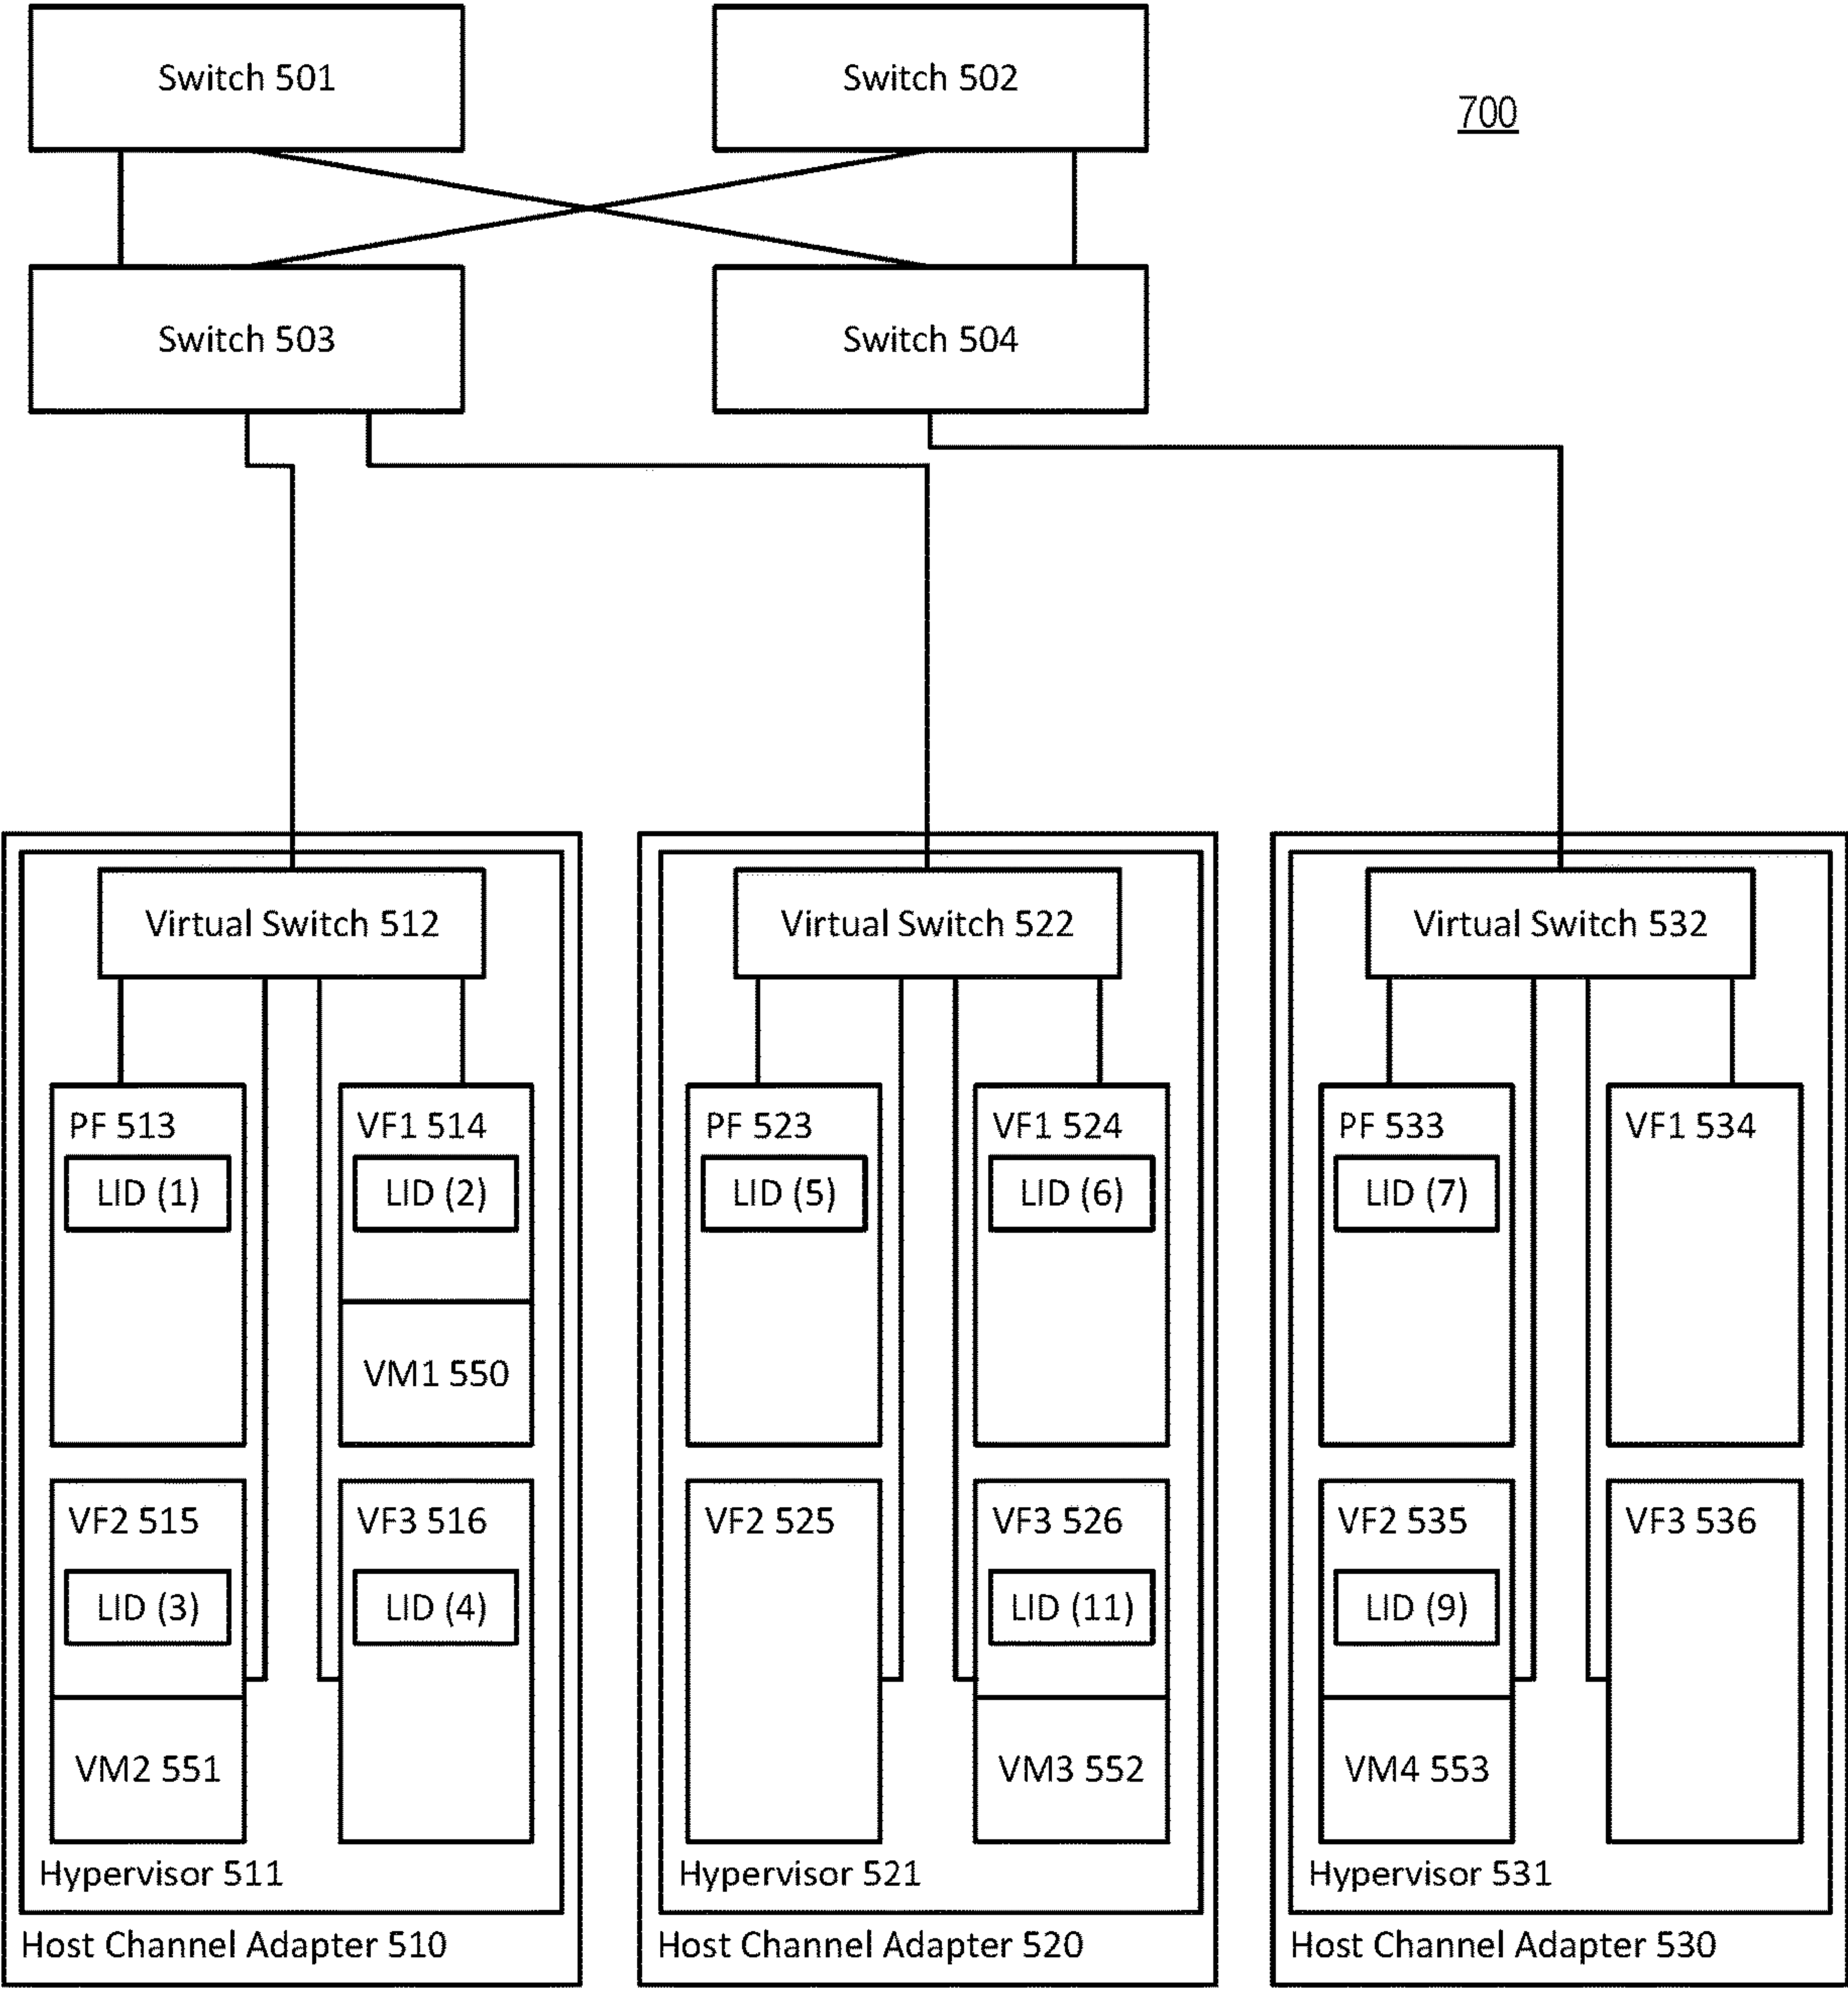 Switch 501
Switch 502
700
Switch 503
Switch 504
Virtual Switch 512
Virtual Switch 522
Virtual Switch 532
PF 513
LID (1)
VF1 514
LID (2)
VM1 550
PF 523
LID (5)
VF1 524
LID (6)
PF 533
LID (7)
VF1 534
VF2 515
LID (3)
VM2 551
VF3 516
LID (4)
VF2 525
VF3 526
LID (11)
VM3 552
VF2 535
LID (9)
VM4 553
VF3 536
Hypervisor 511
Hypervisor 521
Hypervisor 531
Host Channel Adapter 510
Host Channel Adapter 520
Host Channel Adapter 530